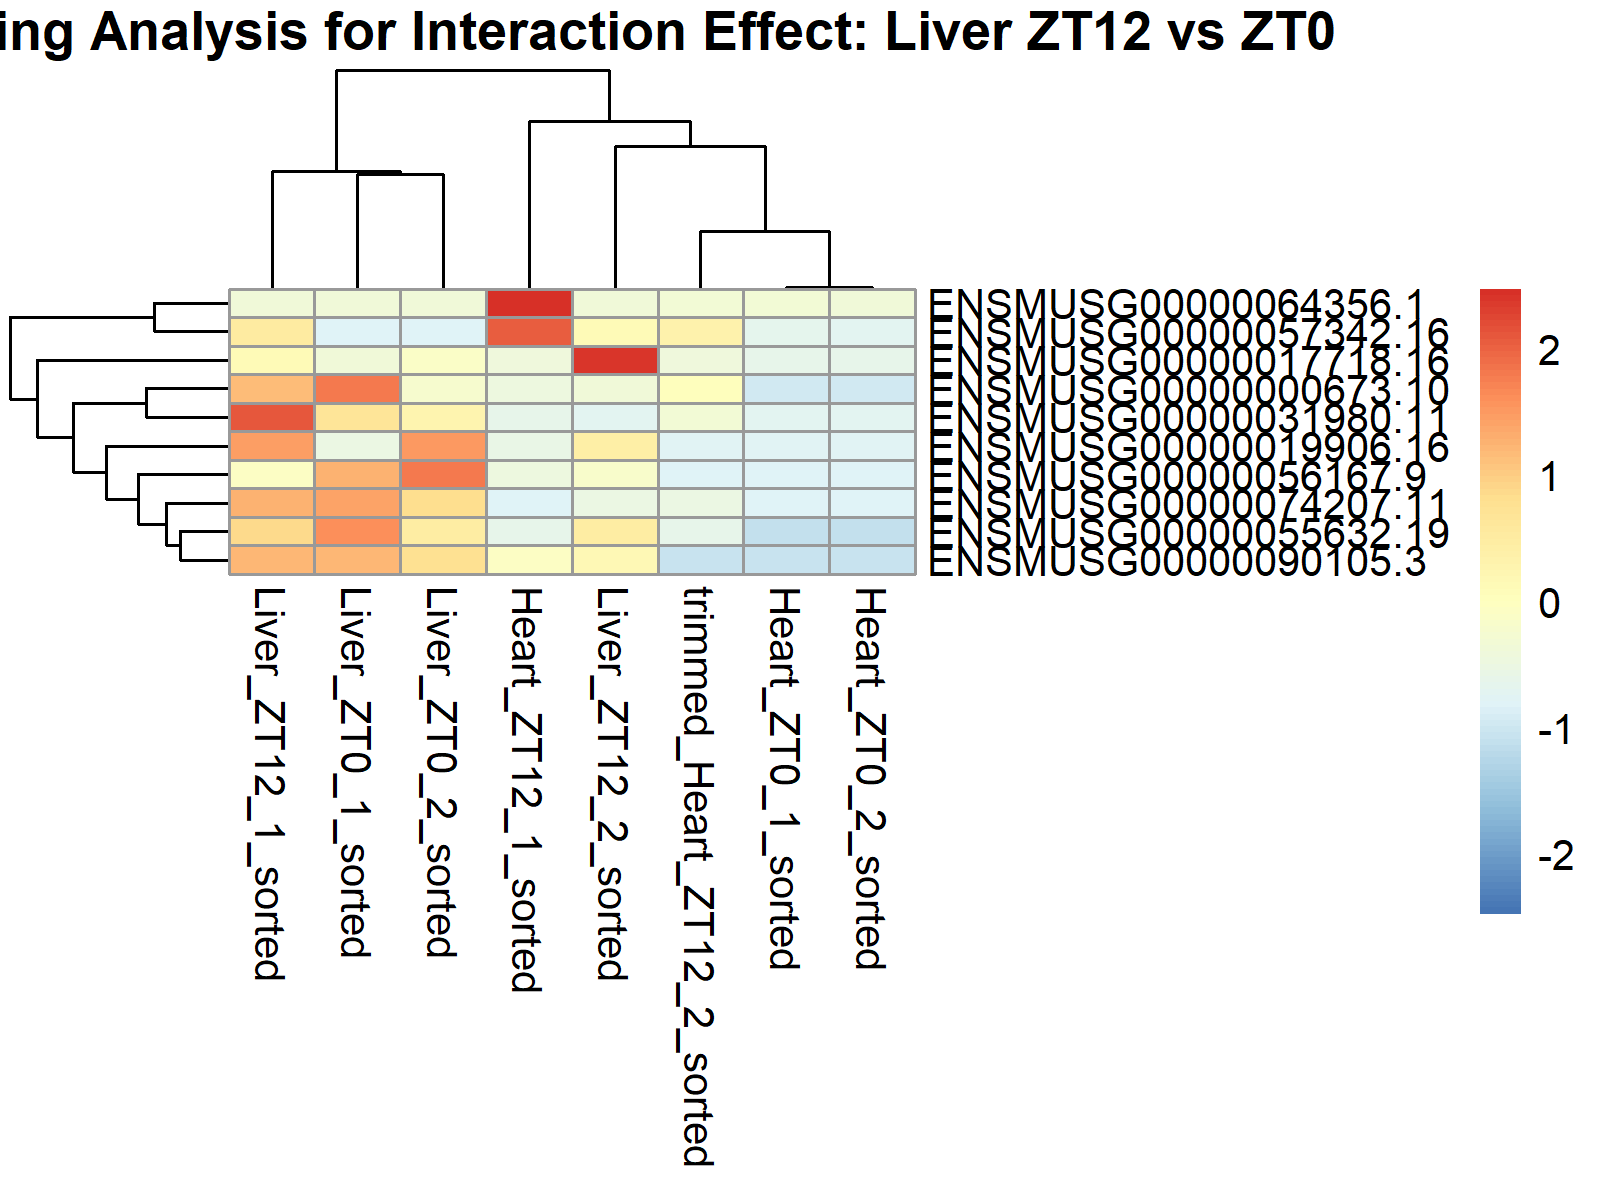 ing Analysis for Interaction Effect: Liver ZT12 vs ZT0
ENSMUSG00000064356.1
ENSMUSG00000057342.16
ENSMUSG00000017718.16
ENSMUSG00000000673.10
ENSMUSG00000031980.11
ENSMUSG00000019906.16
ENSMUSG00000056167.9
ENSMUSG00000074207.11
ENSMUSG00000055632.19
ENSMUSG00000090105.3
2
1
0
-1
-2
Liver_ZT12_1_sorted
Liver_ZT0_1_sorted
Liver_ZT0_2_sorted
Heart_ZT12_1_sorted
Liver_ZT12_2_sorted
trimmed_Heart_ZT12_2_sorted
Heart_ZT0_1_sorted
Heart_ZT0_2_sorted